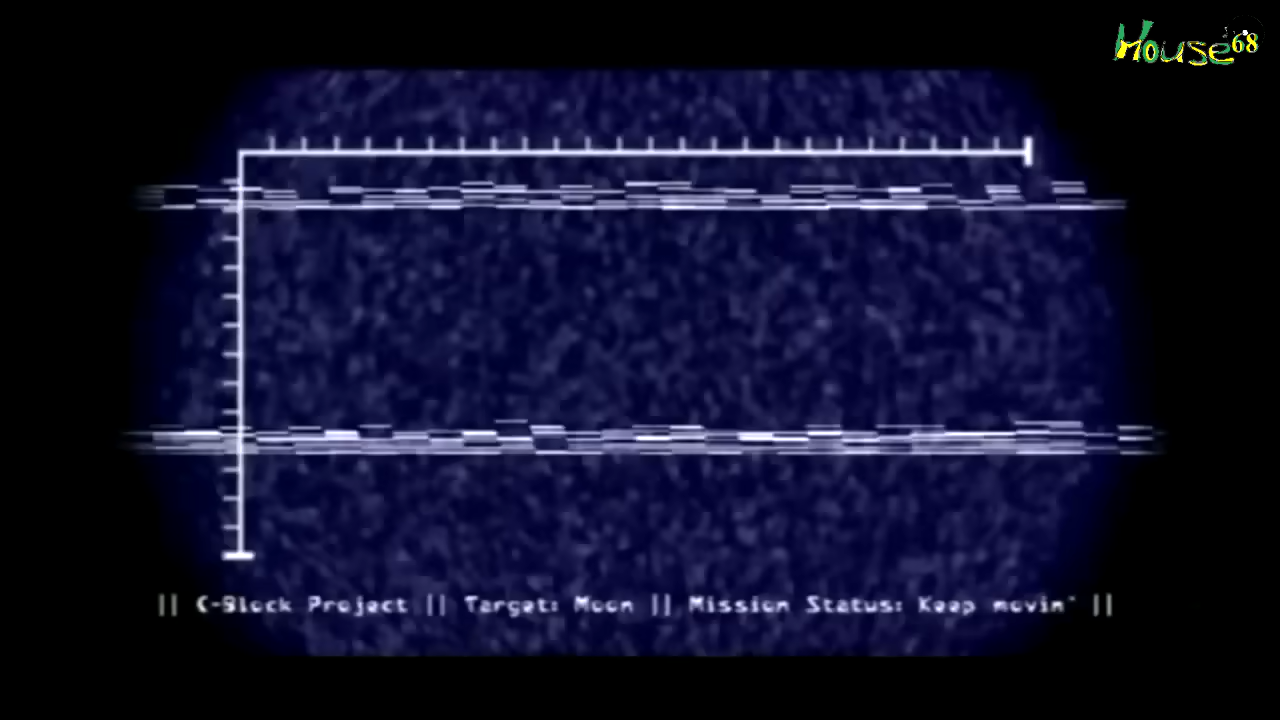 House68
|| C-Block Project || Target: Moon || Mission Status: Keep movin' ||